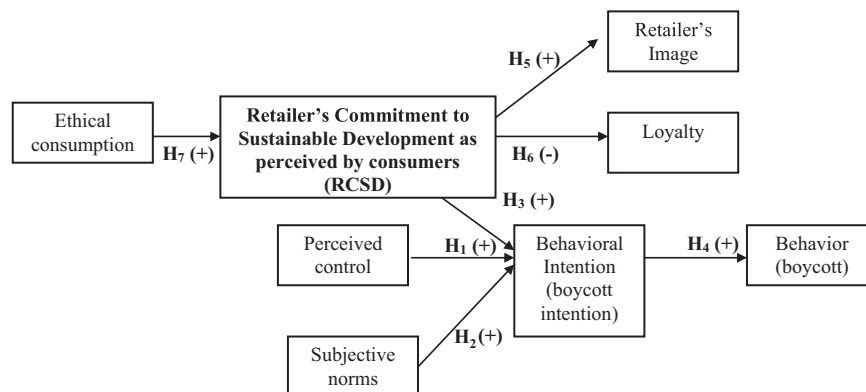 Retailer's
Image
H₅ (+)
Ethical
consumption
H₇ (+)
Retailer's Commitment to
Sustainable Development as
perceived by consumers
(RCSD)
Loyalty
H₆ (-)
H₃ (+)
Perceived
control
H₁ (+)
Behavioral
Intention
(boycott
intention)
H₄ (+)
Behavior
(boycott)
H₂ (+)
Subjective
norms